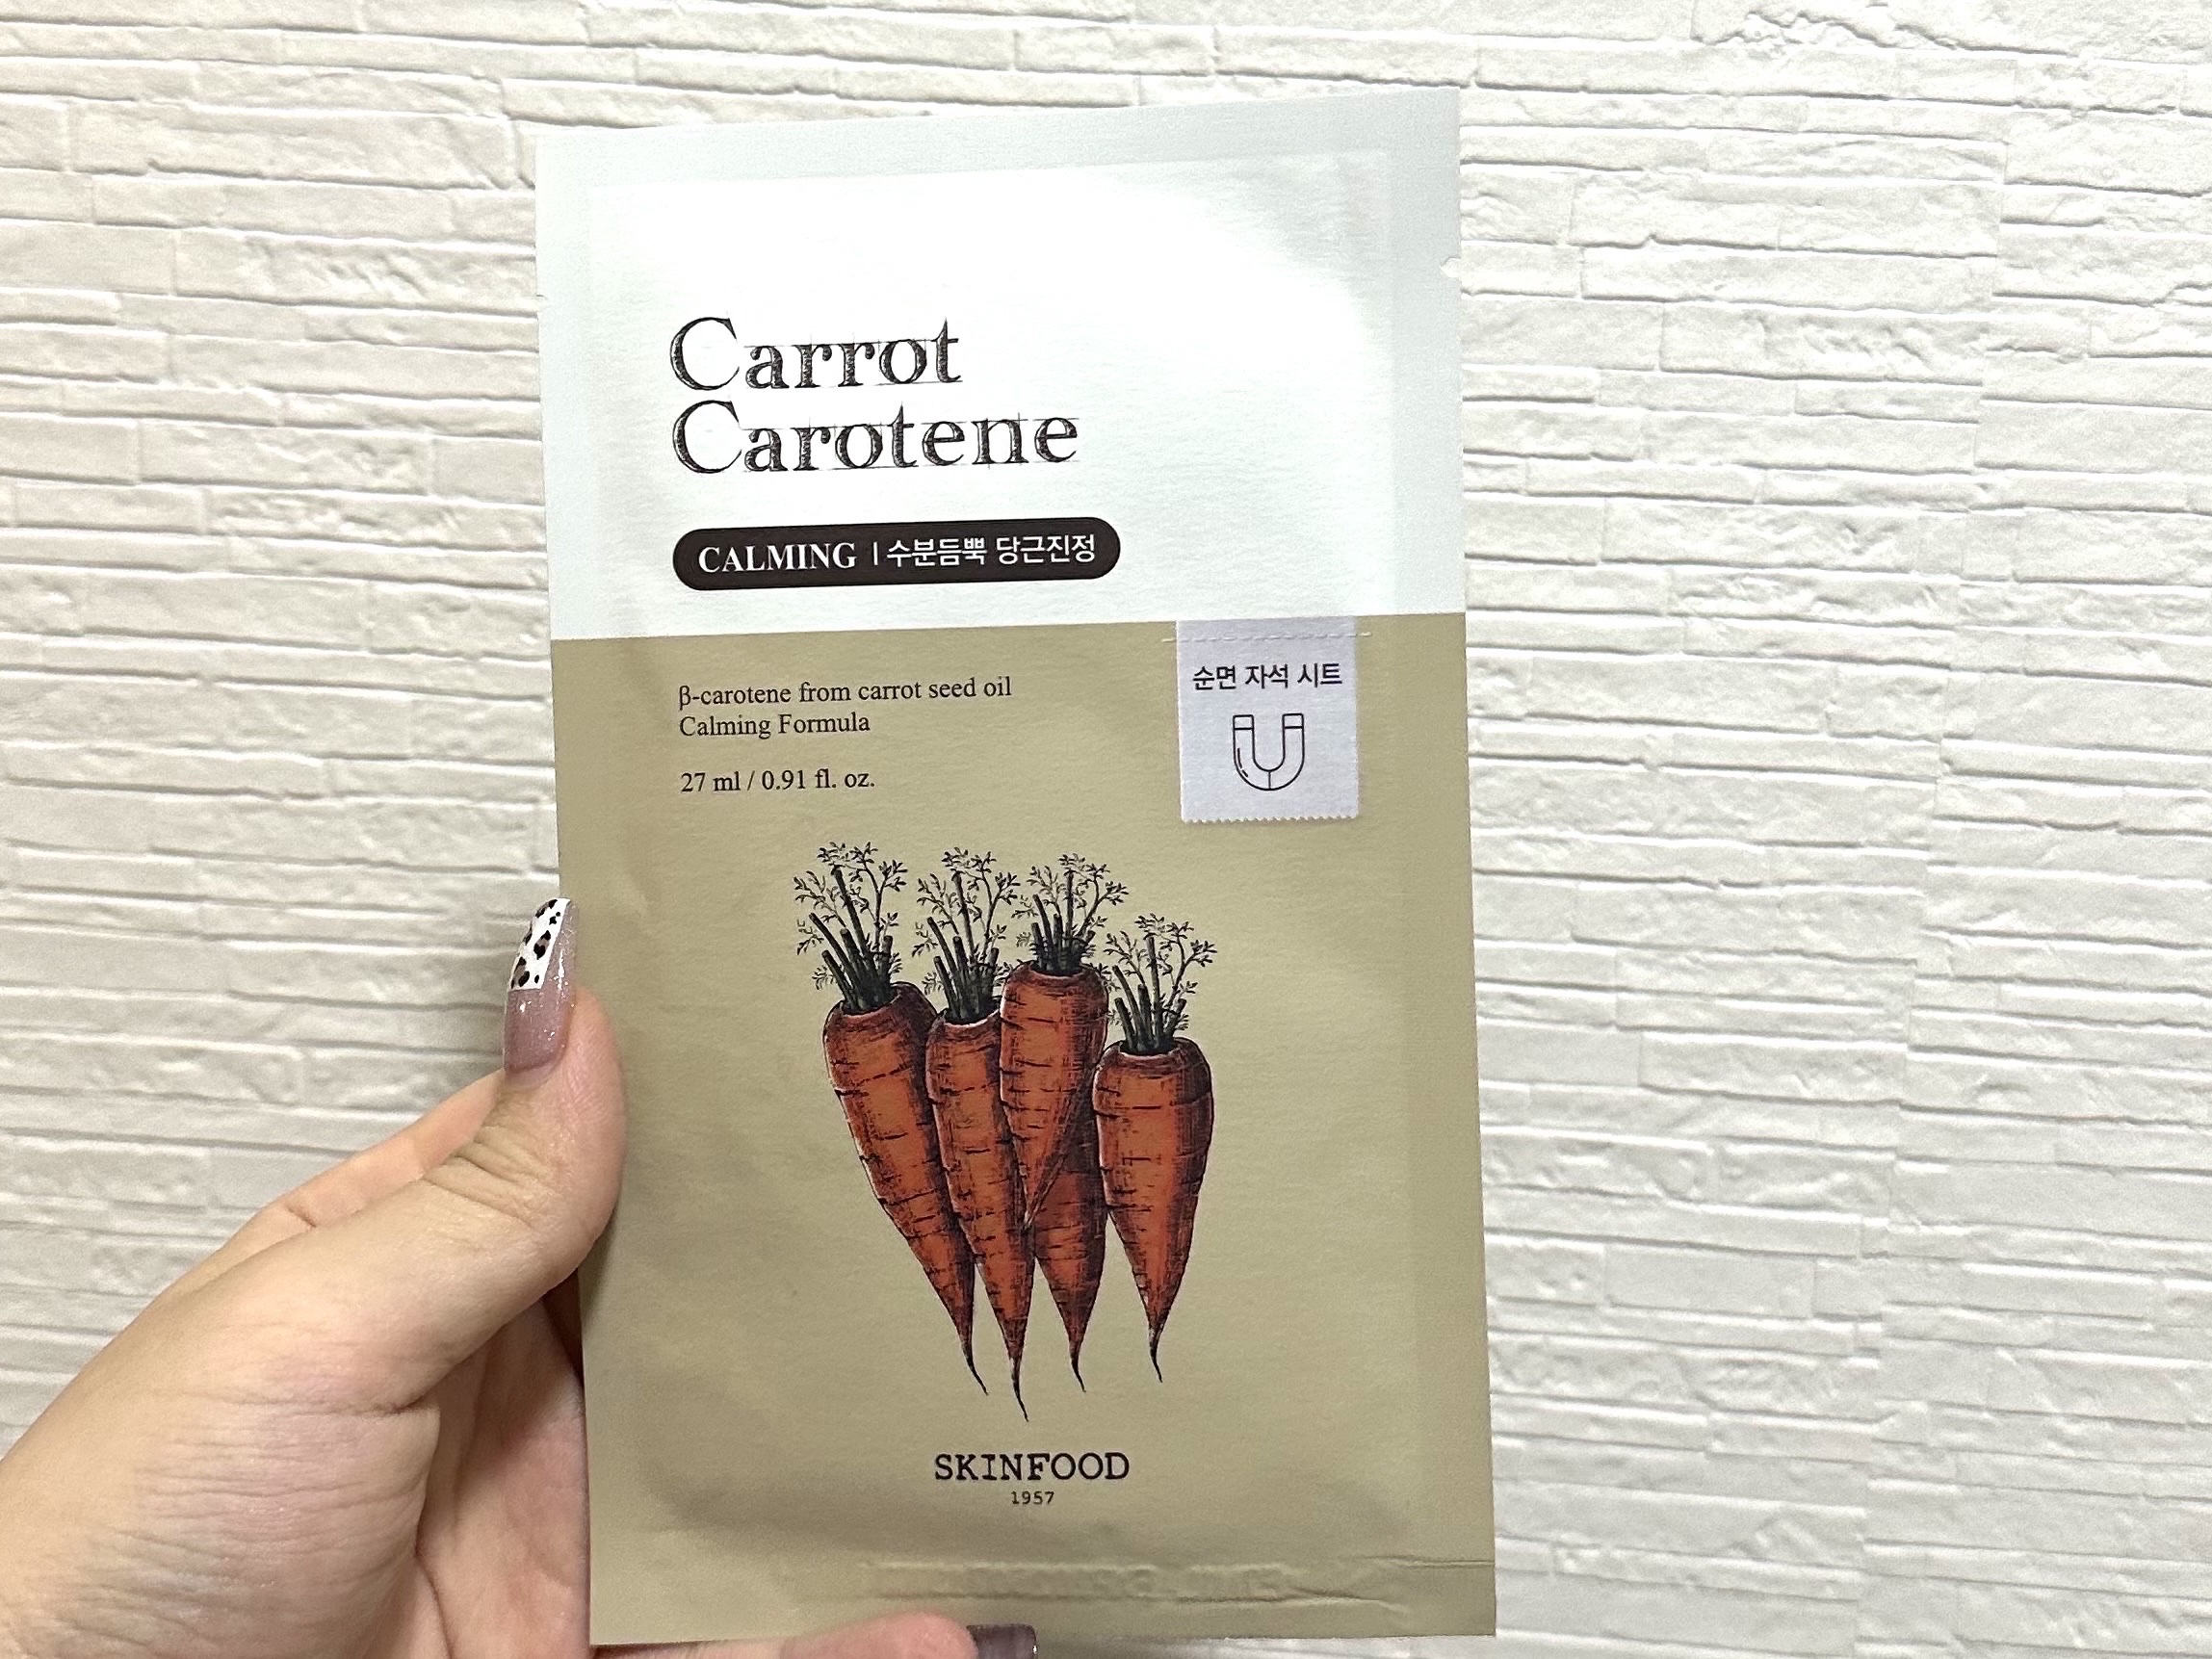 Carrot
Carotene
CALMING | 수분듬뿍 당근진정
β-carotene from carrot seed oil
Calming Formula
27 ml / 0.91 fl. oz.
순면 자석 시트
SKINFOOD
1957